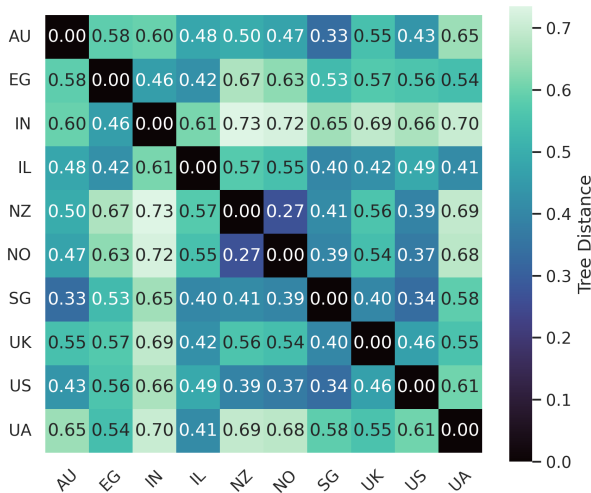 AU 0.00 0.58 0.60 0.48 0.50 0.47 0.33 0.55 0.43 0.65
EG 0.58 0.00 0.46 0.42 0.67 0.63 0.53 0.57 0.56 0.54
IN 0.60 0.46 0.00 0.61 0.73 0.72 0.65 0.69 0.66 0.70
IL 0.48 0.42 0.61 0.00 0.57 0.55 0.40 0.42 0.49 0.41
NZ 0.50 0.67 0.73 0.57 0.00 0.27 0.41 0.56 0.39 0.69
NO 0.47 0.63 0.72 0.55 0.27 0.00 0.39 0.54 0.37 0.68
SG 0.33 0.53 0.65 0.40 0.41 0.39 0.00 0.40 0.34 0.58
UK 0.55 0.57 0.69 0.42 0.56 0.54 0.40 0.00 0.46 0.55
US 0.43 0.56 0.66 0.49 0.39 0.37 0.34 0.46 0.00 0.61
UA 0.65 0.54 0.70 0.41 0.69 0.68 0.58 0.55 0.61 0.00
AU EG IN IL NZ NO SG UK US UA
0.7
0.6
0.5
0.4
0.3
0.2
0.1
0.0
Tree Distance